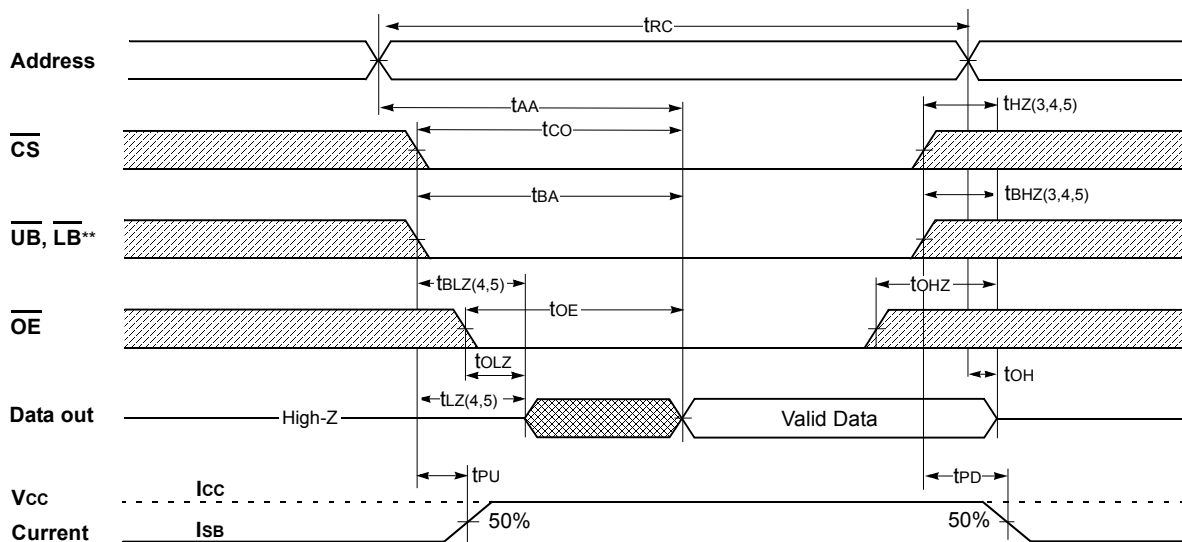 tRC
Address
tAA
tHZ(3,4,5)
CS
tCO
tBA
tBHZ(3,4,5)
UB, LB**
tBLZ(4,5)
tOHZ
OE
tOE
tOLZ
tOH
tLZ(4,5)
Data out
High-Z
Valid Data
tPU
tPD
VCC
ICC
50%
50%
Current
ISB